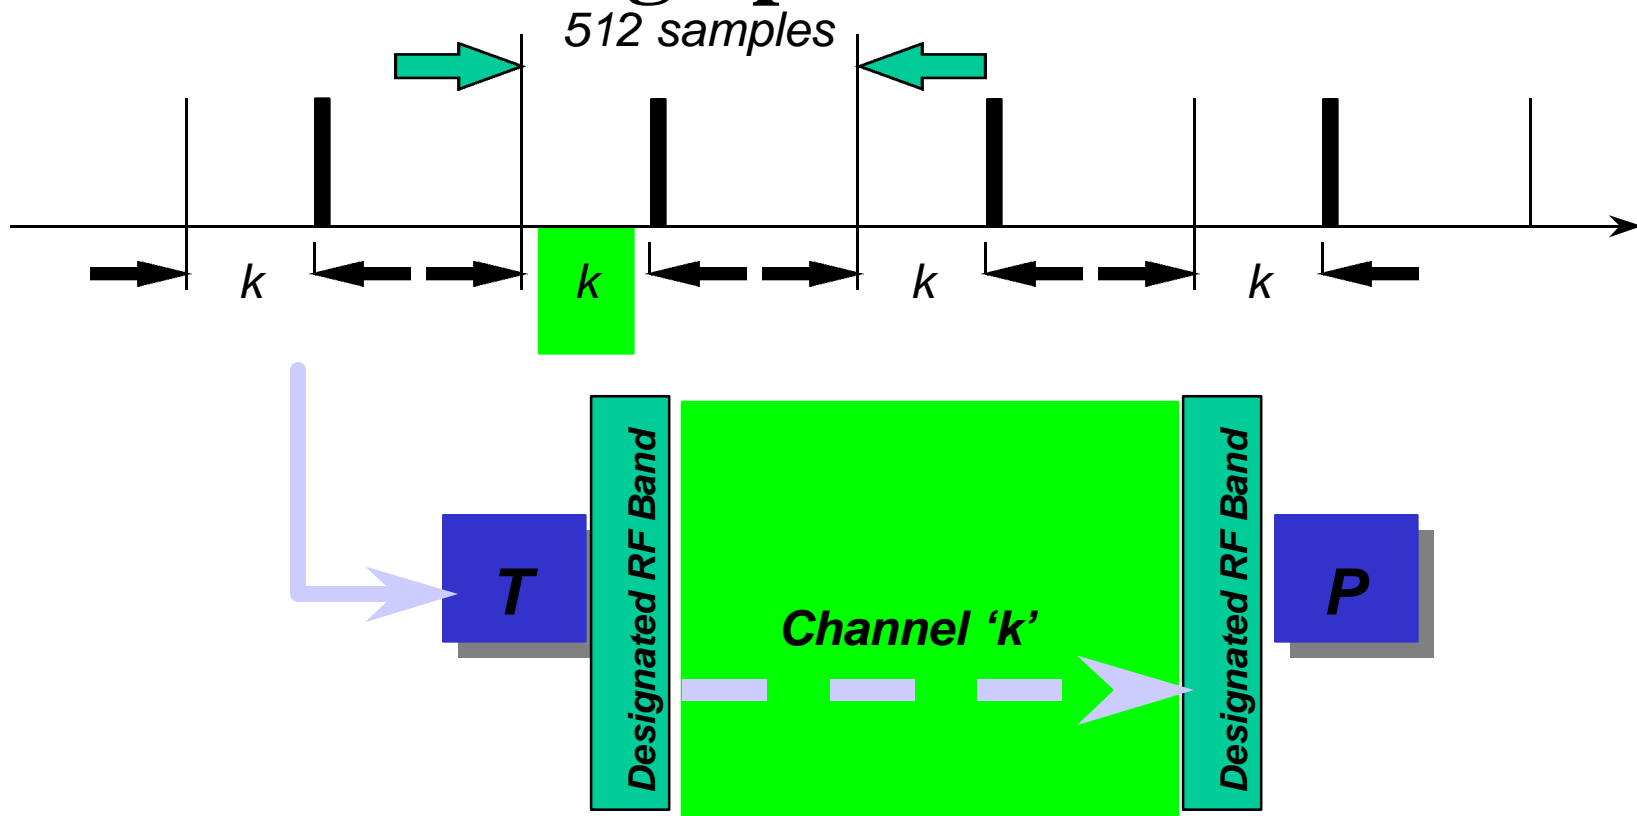 512 samples
k
k
k
k
Designated RF Band
Designated RF Band
T
P
Channel ‘k’